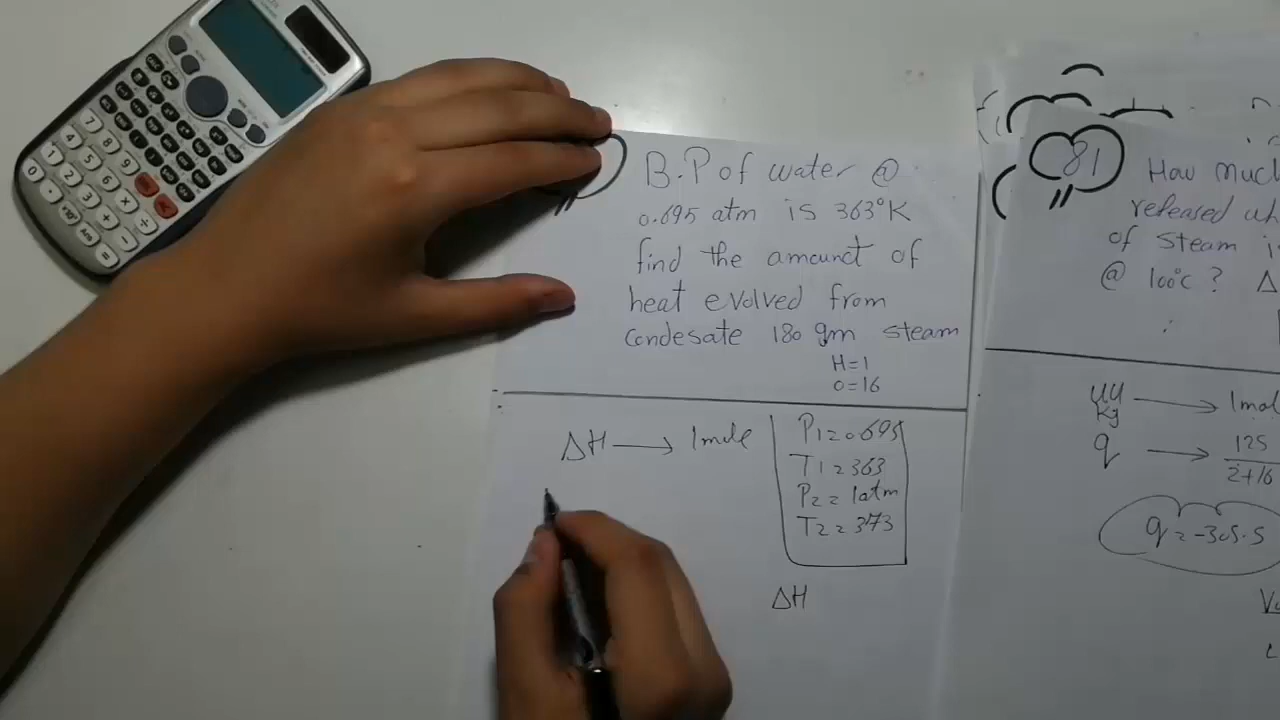 B.P of water @
0.695 atm is 363°K
find the amount of
heat evolved from
condesate 180 gm steam
H=1
O=16
ΔH → 1mole
P1=0.695
T1=363
P2=1atm
T2=373
ΔH
81
How much
released
of steam
@ 100°c? Δ
44 → 1mol
Kg
q → 125
2+16
q=-305.5